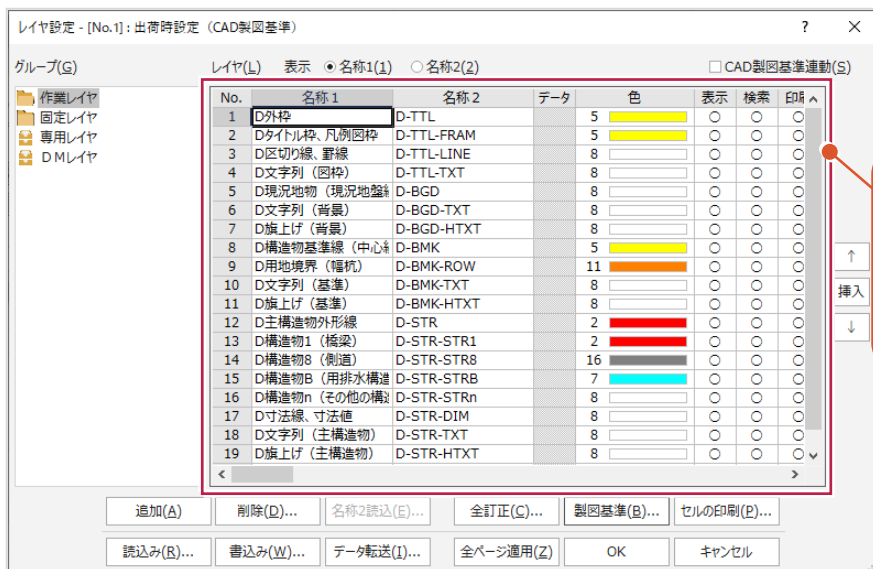 レイヤ設定 - [No.1] : 出荷時設定 （CAD製図基準） ? ×
グループ(G) レイヤ(L) 表示 名称1(1) 名称2(2) CAD製図基準連動(S)
作業レイヤ
固定レイヤ
専用レイヤ
DMレイヤ
No. 名称1 名称2 データ 色 表示 検索 印刷
1 D外枠 D-TTL 5 ○ ○ ○
2 Dタイトル枠、凡例図枠 D-TTL-FRAM 5 ○ ○ ○
3 D区切り線、罫線 D-TTL-LINE 8 ○ ○ ○
4 D文字列（図枠） D-TTL-TXT 8 ○ ○ ○
5 D現況地物（現況地盤線 D-BGD 8 ○ ○ ○
6 D文字列（背景） D-BGD-TXT 8 ○ ○ ○
7 D旗上げ（背景） D-BGD-HTXT 8 ○ ○ ○
8 D構造物基準線（中心線 D-BMK 5 ○ ○ ○
9 D用地境界（幅杭） D-BMK-ROW 11 ○ ○ ○
10 D文字列（基準） D-BMK-TXT 8 ○ ○ ○
11 D旗上げ（基準） D-BMK-HTXT 8 ○ ○ ○
12 D主構造物外形線 D-STR 2 ○ ○ ○
13 D構造物1（橋梁） D-STR-STR1 2 ○ ○ ○
14 D構造物8（側道） D-STR-STR8 16 ○ ○ ○
15 D構造物B（用排水構造 D-STR-STRB 7 ○ ○ ○
16 D構造物n（その他の構造 D-STR-STRn 8 ○ ○ ○
17 D寸法線、寸法値 D-STR-DIM 8 ○ ○ ○
18 D文字列（主構造物） D-STR-TXT 8 ○ ○ ○
19 D旗上げ（主構造物） D-STR-HTXT 8 ○ ○ ○
↑
挿入
↓
追加(A) 削除(D)... 名称2読込(E)... 全訂正(C)... 製図基準(B)... セルの印刷(P)...
読込み(R)... 書込み(W)... データ転送(I)... 全ページ適用(Z) OK キャンセル